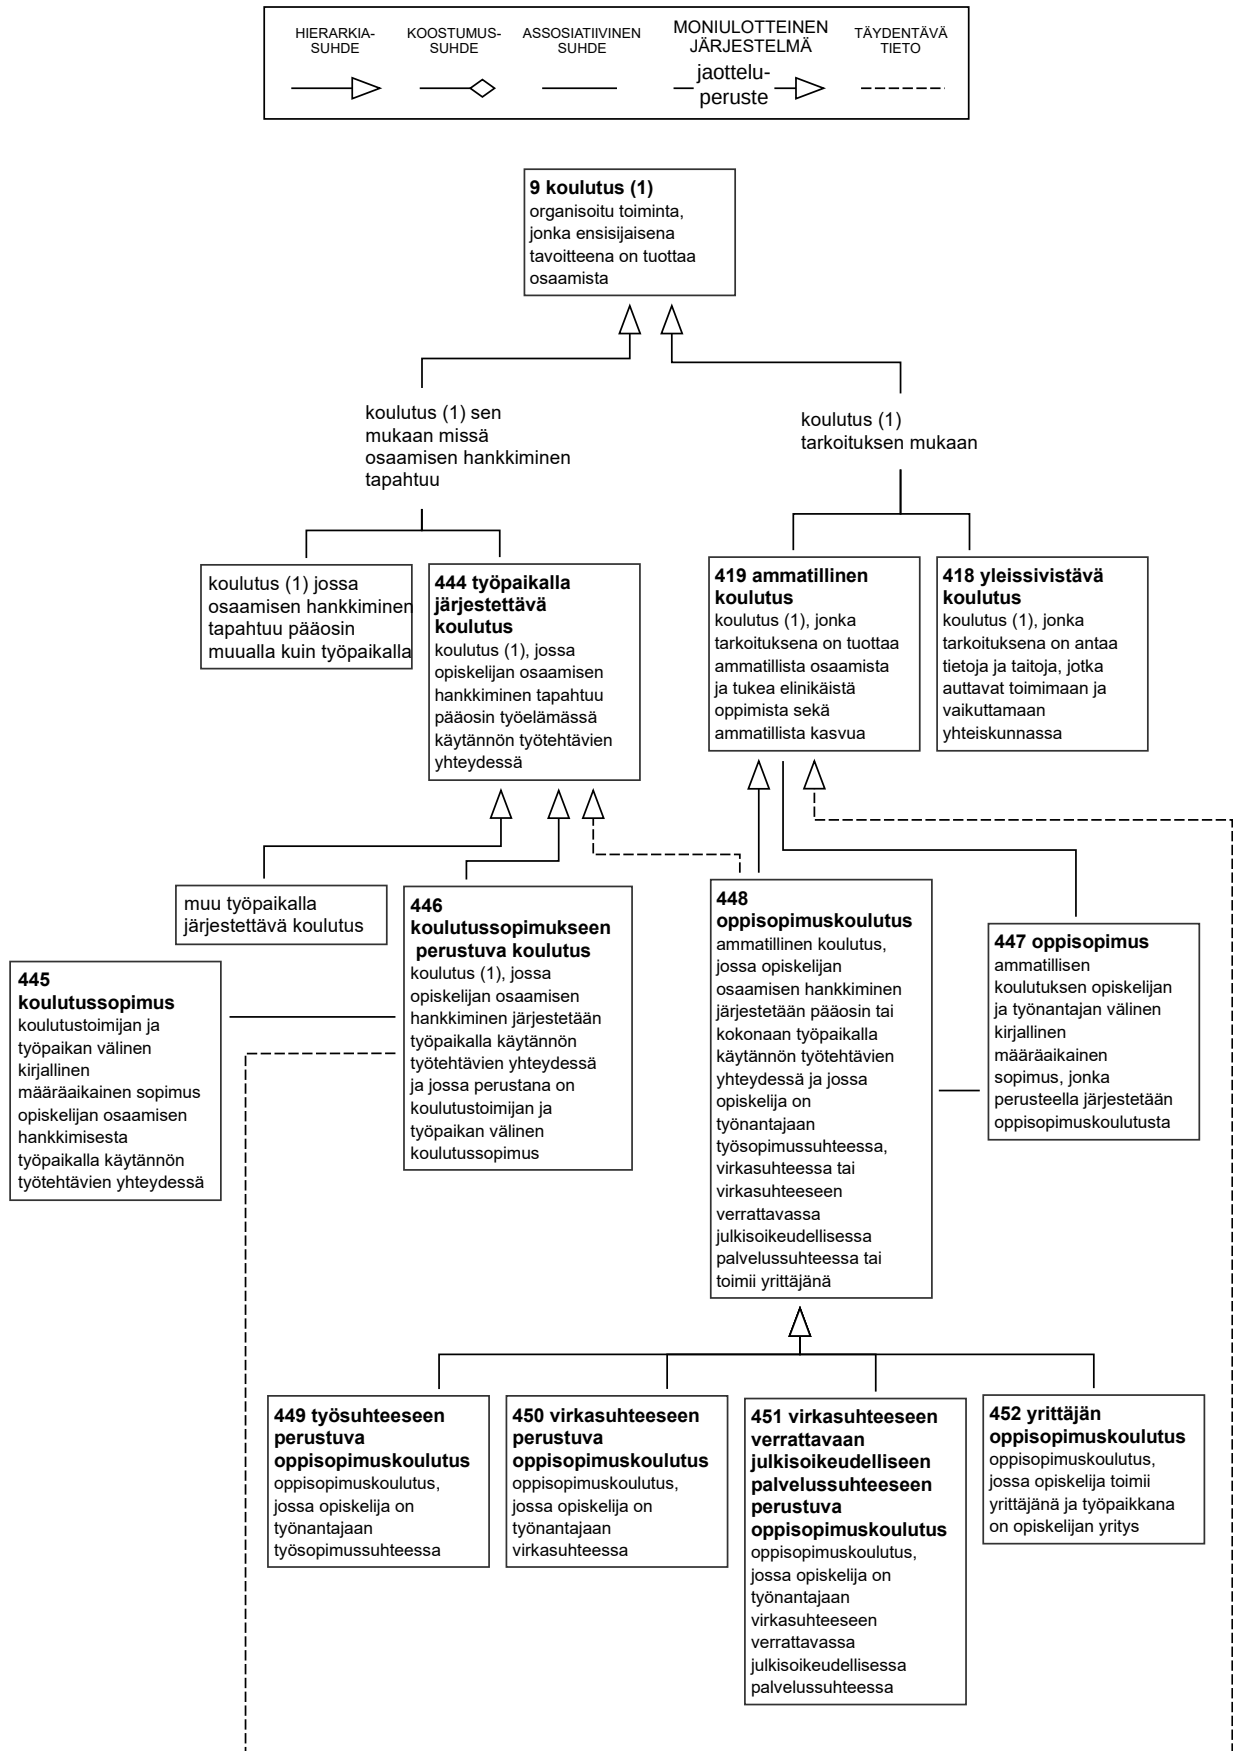 HIERARKIA-
SUHDE
KOOSTUMUS-
SUHDE
ASSOSIATIIVINEN
SUHDE
MONIULOTTEINEN
JÄRJESTELMÄ
jaottelu-
peruste
TÄYDENTÄVÄ
TIETO
9 koulutus (1)
organisoitu toiminta,
jonka ensisijaisena
tavoitteena on tuottaa
osaamista
koulutus (1) sen
mukaan missä
osaamisen hankkiminen
tapahtuu
koulutus (1)
tarkoituksen mukaan
koulutus (1) jossa
osaamisen hankkiminen
tapahtuu pääosin
muualla kuin työpaikalla
444 työpaikalla
järjestettävä
koulutus
koulutus (1), jossa
opiskelijan osaamisen
hankkiminen tapahtuu
pääosin työelämässä
käytännön työtehtävien
yhteydessä
419 ammatillinen
koulutus
koulutus (1), jonka
tarkoituksena on tuottaa
ammatillista osaamista
ja tukea elinikäistä
oppimista sekä
ammatillista kasvua
418 yleissivistävä
koulutus
koulutus (1), jonka
tarkoituksena on antaa
tietoja ja taitoja, jotka
auttavat toimimaan ja
vaikuttamaan
yhteiskunnassa
muu työpaikalla
järjestettävä koulutus
446
koulutussopimukseen
perustuva koulutus
koulutus (1), jossa
opiskelijan osaamisen
hankkiminen järjestetään
työpaikalla käytännön
työtehtävien yhteydessä
ja jossa perustana on
koulutustoimijan ja
työpaikan välinen
koulutussopimus
445
koulutussopimus
koulutustoimijan ja
työpaikan välinen
kirjallinen
määräaikainen sopimus
opiskelijan osaamisen
hankkimisesta
työpaikalla käytännön
työtehtävien yhteydessä
448
oppisopimuskoulutus
ammatillinen koulutus,
jossa opiskelijan
osaamisen hankkiminen
järjestetään pääosin tai
kokonaan työpaikalla
käytännön työtehtävien
yhteydessä ja jossa
opiskelija on
työnantajaan
työsopimussuhteessa,
virkasuhteessa tai
virkasuhteeseen
verrattavassa
julkisoikeudellisessa
palvelussuhteessa tai
toimii yrittäjänä
447 oppisopimus
ammatillisen
koulutuksen opiskelijan
ja työnantajan välinen
kirjallinen
määräaikainen
sopimus, jonka
perusteella järjestetään
oppisopimuskoulutusta
449 työsuhteeseen
perustuva
oppisopimuskoulutus
oppisopimuskoulutus,
jossa opiskelija on
työnantajaan
työsopimussuhteessa
450 virkasuhteeseen
perustuva
oppisopimuskoulutus
oppisopimuskoulutus,
jossa opiskelija on
työnantajaan
virkasuhteessa
451 virkasuhteeseen
verrattavaan
julkisoikeudelliseen
palvelussuhteeseen
perustuva
oppisopimuskoulutus
oppisopimuskoulutus,
jossa opiskelija on
työnantajaan
virkasuhteeseen
verrattavassa
julkisoikeudellisessa
palvelussuhteessa
452 yrittäjän
oppisopimuskoulutus
oppisopimuskoulutus,
jossa opiskelija toimii
yrittäjänä ja työpaikkana
on opiskelijan yritys